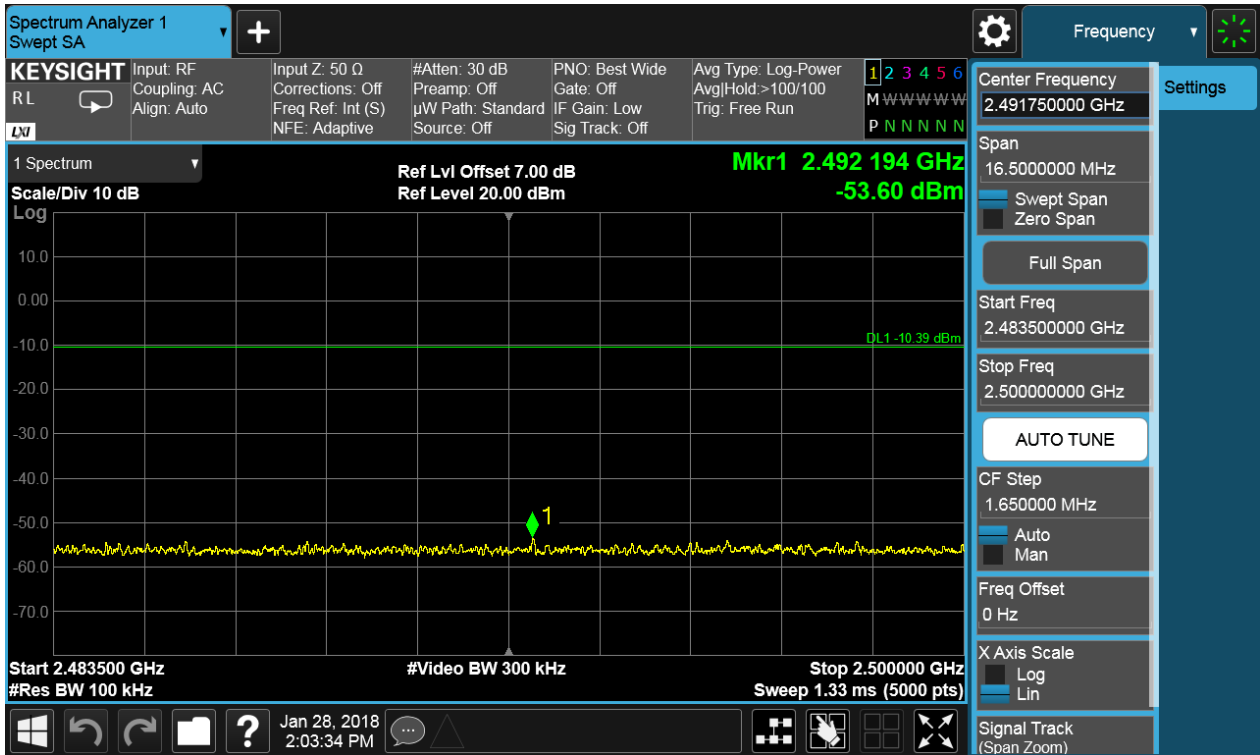 Spectrum Analyzer 1
Swept SA
+
Frequency
KEYSIGHT
R L
LXI
Input: RF
Coupling: AC
Align: Auto
Input Z: 50 Ω
Corrections: Off
Freq Ref: Int (S)
NFE: Adaptive
#Atten: 30 dB
Preamp: Off
µW Path: Standard
Source: Off
PNO: Best Wide
Gate: Off
IF Gain: Low
Sig Track: Off
Avg Type: Log-Power
Avg|Hold:>100/100
Trig: Free Run
1 2 3 4 5 6
M W W W W W
P N N N N N
1 Spectrum
Scale/Div 10 dB
Log
Ref Lvl Offset 7.00 dB
Ref Level 20.00 dBm
Mkr1 2.492 194 GHz
-53.60 dBm
10.0
0.00
-10.0
-20.0
-30.0
-40.0
-50.0
-60.0
-70.0
DL1 -10.39 dBm
1
Start 2.483500 GHz
#Res BW 100 kHz
#Video BW 300 kHz
Stop 2.500000 GHz
Sweep 1.33 ms (5000 pts)
Center Frequency
2.491750000 GHz
Span
16.5000000 MHz
Swept Span
Zero Span
Full Span
Start Freq
2.483500000 GHz
Stop Freq
2.500000000 GHz
AUTO TUNE
CF Step
1.650000 MHz
Auto
Man
Freq Offset
0 Hz
X Axis Scale
Log
Lin
Signal Track
(Span Zoom)
Settings
?
Jan 28, 2018
2:03:34 PM